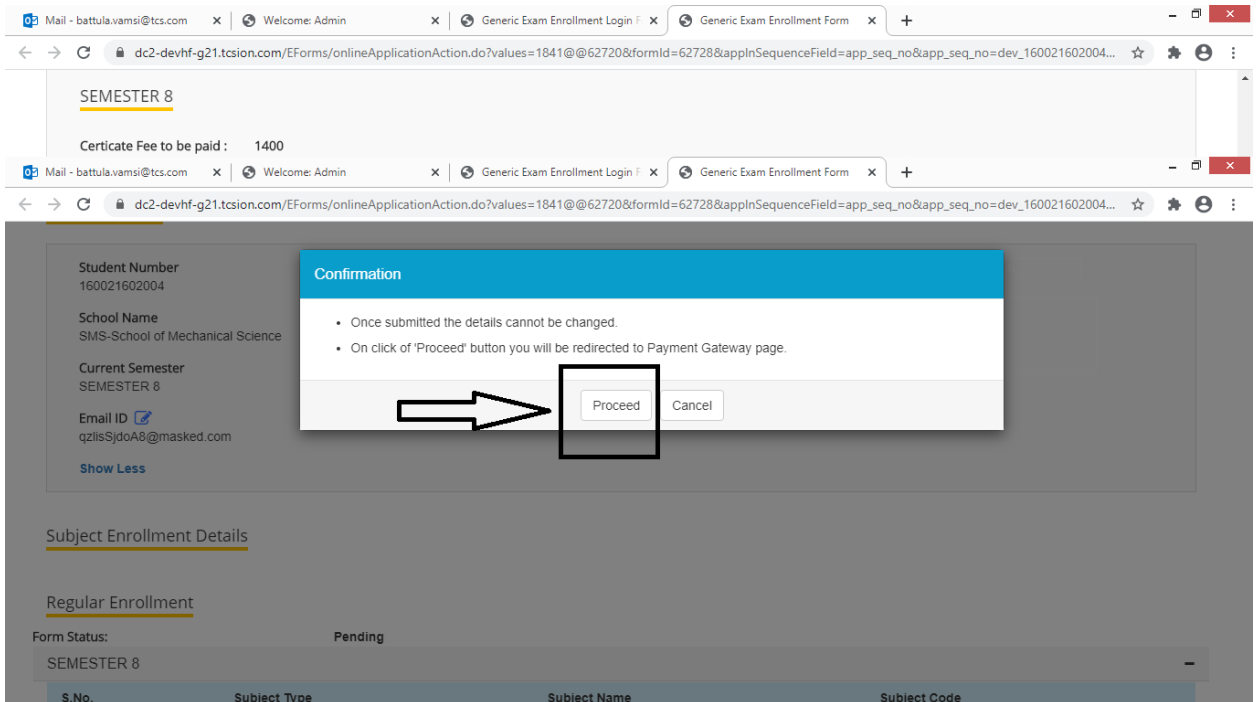 Mail - battula.vamsi@tcs.com Welcome: Admin Generic Exam Enrollment Login F Generic Exam Enrollment Form
dc2-devhf-g21.tcsion.com/EForms/onlineApplicationAction.do?values=1841@@62720&formId=62728&appInSequenceField=app_seq_no&app_seq_no=dev_160021602004...
SEMESTER 8
Certicate Fee to be paid : 1400
Mail - battula.vamsi@tcs.com Welcome: Admin Generic Exam Enrollment Login F Generic Exam Enrollment Form
dc2-devhf-g21.tcsion.com/EForms/onlineApplicationAction.do?values=1841@@62720&formId=62728&appInSequenceField=app_seq_no&app_seq_no=dev_160021602004...
Student Number
160021602004
School Name
SMS-School of Mechanical Science
Current Semester
SEMESTER 8
Email ID
qzlisSjdoA8@masked.com
Show Less
Confirmation
• Once submitted the details cannot be changed.
• On click of 'Proceed' button you will be redirected to Payment Gateway page.
Proceed Cancel
Subject Enrollment Details
Regular Enrollment
Form Status: Pending
SEMESTER 8
S.No. Subject Type Subject Name Subject Code